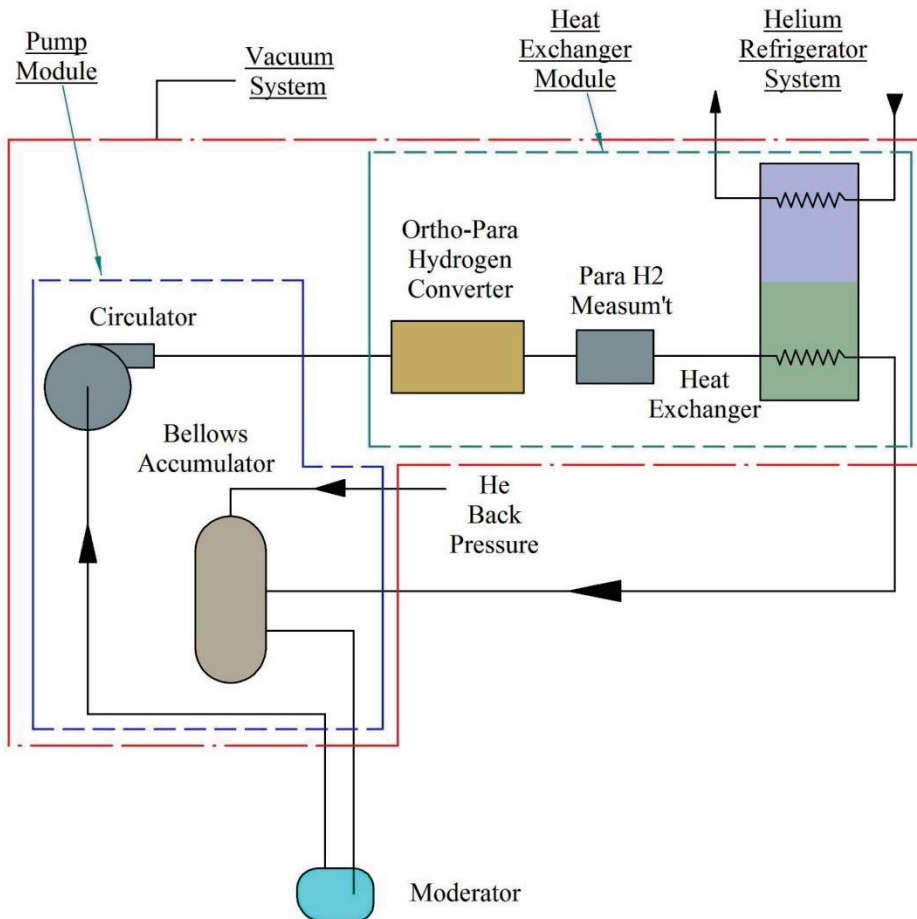 Pump
Module
Vacuum
System
Heat
Exchanger
Module
Helium
Refrigerator
System
Ortho-Para
Hydrogen
Converter
Para H2
Measum't
Circulator
Heat
Exchanger
Bellows
Accumulator
He
Back
Pressure
Moderator